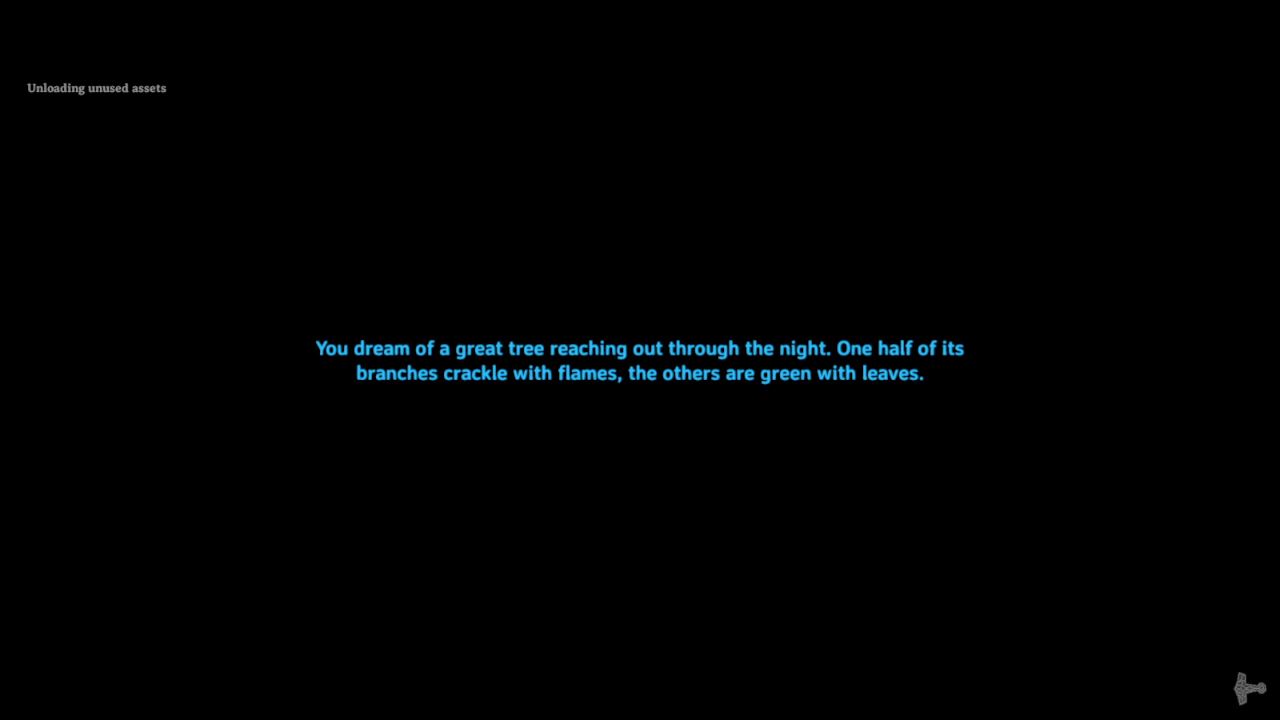 Unloading unused assets
You dream of a great tree reaching out through the night. One half of its
branches crackle with flames, the others are green with leaves.